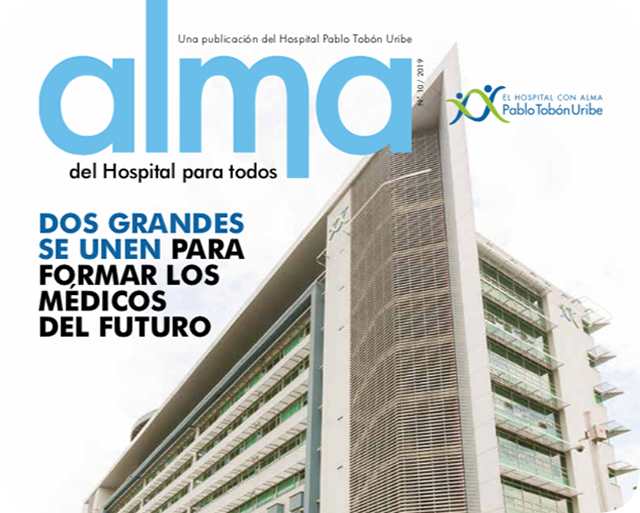 Una publicación del Hospital Pablo Tobón Uribe
alma
N° 10 / 2019
del Hospital para todos
EL HOSPITAL CON ALMA
Pablo Tobón Uribe
DOS GRANDES
SE UNEN PARA
FORMAR LOS
MÉDICOS
DEL FUTURO